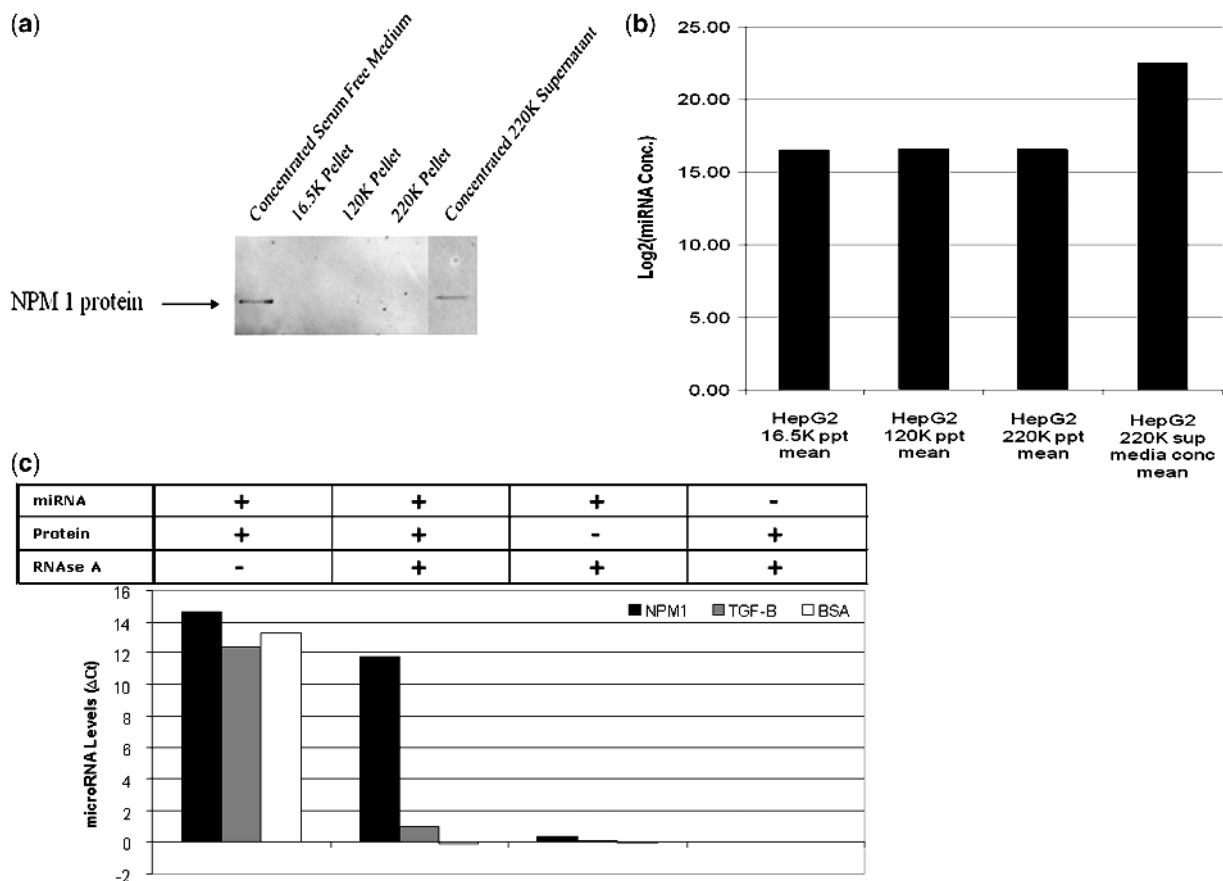 (a)
Concentrated Serum Free Medium
16.5K Pellet
120K Pellet
220K Pellet
Concentrated 220K Supernatant
NPM 1 protein
(b)
Log2(miRNA Conc.)
25.00
20.00
15.00
10.00
5.00
0.00
HepG2
16.5K ppt
mean
HepG2
120K ppt
mean
HepG2
220K ppt
mean
HepG2
220K sup
media conc
mean
(c)
miRNA + + + -
Protein + + - +
RNAse A - + + +
microRNA Levels (ΔCt)
16
14
12
10
8
6
4
2
0
-2
NPM1 TGF-B BSA